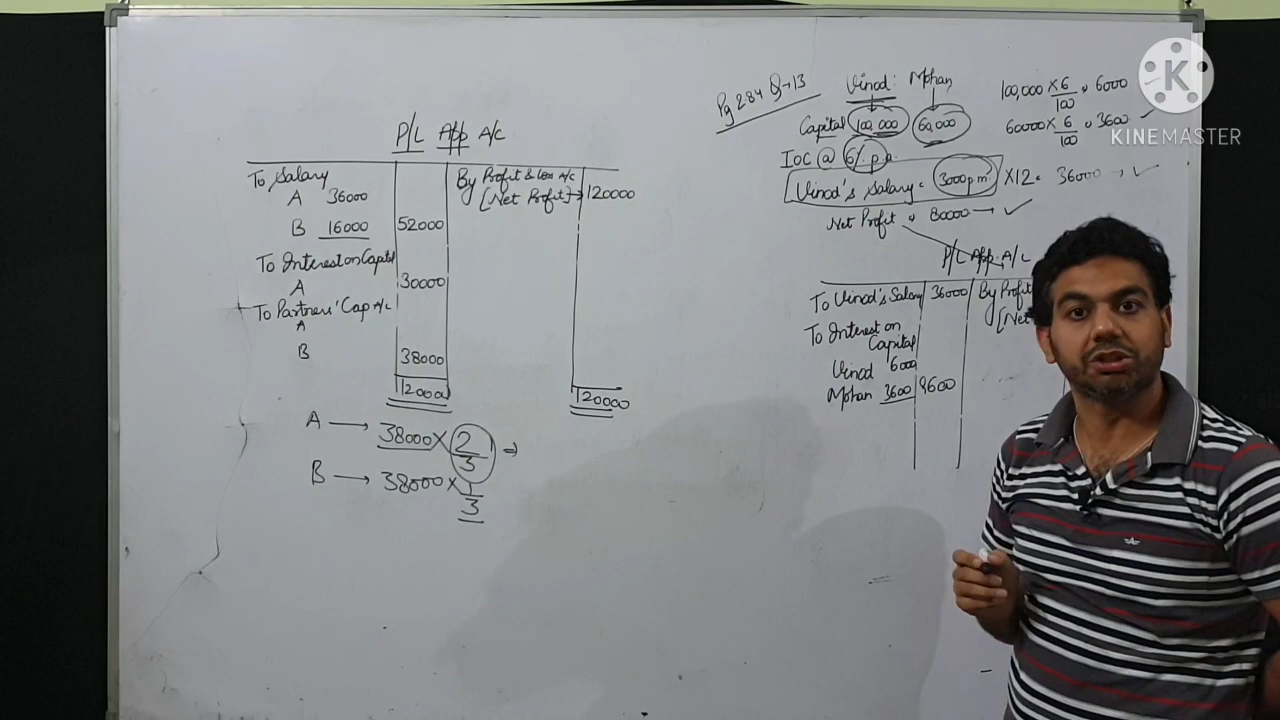 P/L App A/c
To Salary
A 36000
B 16000 52000
To Interest on Capital
A 30000
To Partners' Cap A/c
A
B 38000
120000
By Profit & Loss A/c
[Net Profit] → 120000
120000
A → 38000 × 2/3 ⇒
B → 38000 × 1/3
Pg 284 Q→13
Vinod: Mohan
Capital 100,000 60,000
IOC @ 6% p.a.
Vinod's Salary = 3000 p.m × 12 = 36000
Net Profit 80000
100,000 × 6/100 = 6000
60000 × 6/100 = 3600
P/L App A/c
To Vinod's Salary 36000
To Interest on
Capital
Vinod 6000
Mohan 3600 9600
By Profit
[Net
K
KINEMASTER